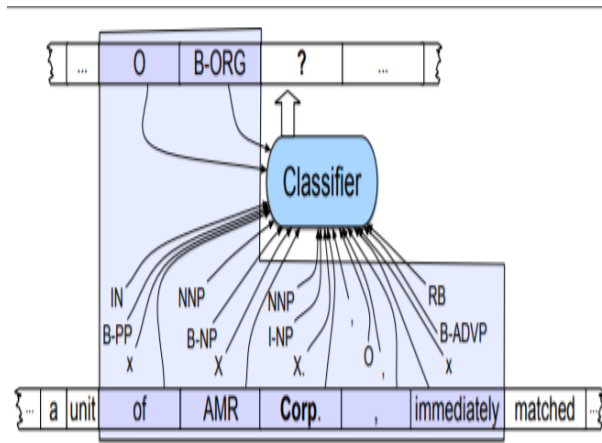 ... O B-ORG ? ...
Classifier
IN NNP NNP , RB
B-PP B-NP I-NP O B-ADVP
x X X. , x
... a unit of AMR Corp. , immediately matched ...